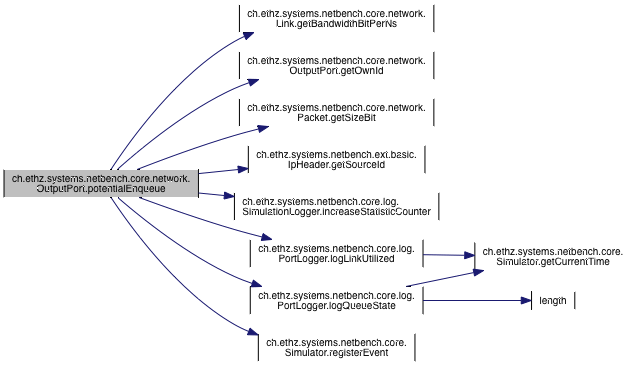 ch.ethz.systems.netbench.core.network.
Link.getBandwidthBitPerNs
ch.ethz.systems.netbench.core.network.
OutputPort.getOwnId
ch.ethz.systems.netbench.core.network.
Packet.getSizeBit
ch.ethz.systems.netbench.ext.basic.
IpHeader.getSourceId
ch.ethz.systems.netbench.core.network.
OutputPort.potentialEnqueue
ch.ethz.systems.netbench.core.log.
SimulationLogger.increaseStatisticCounter
ch.ethz.systems.netbench.core.log.
PortLogger.logLinkUtilized
ch.ethz.systems.netbench.core.
Simulator.getCurrentTime
ch.ethz.systems.netbench.core.log.
PortLogger.logQueueState
length
ch.ethz.systems.netbench.core.
Simulator.registerEvent